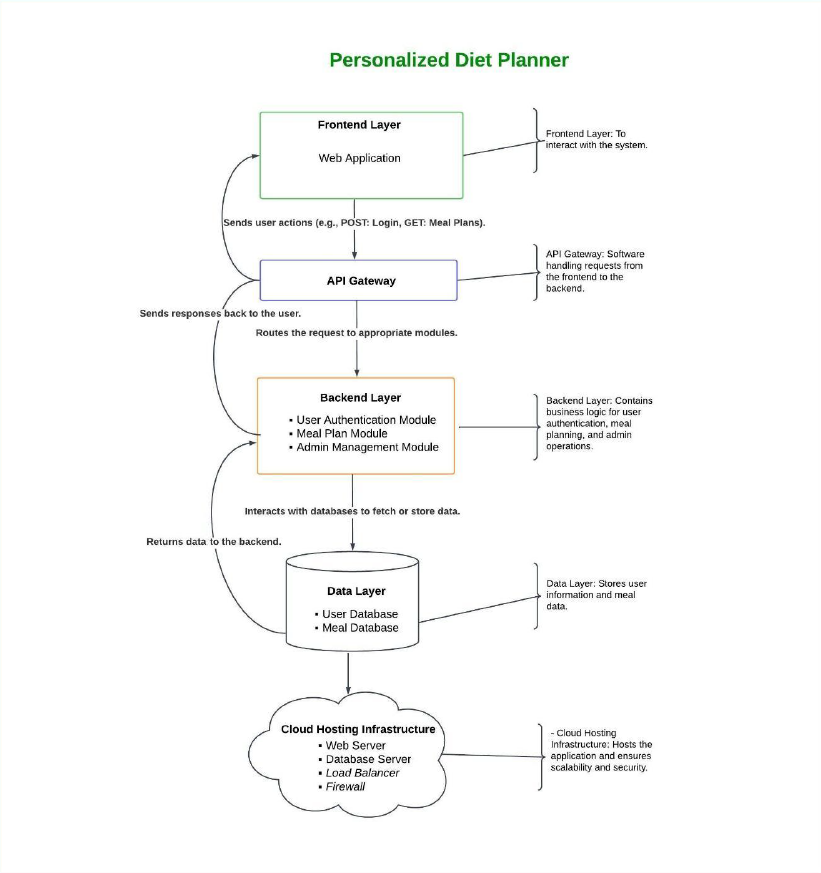 Personalized Diet Planner
Frontend Layer
Web Application
Frontend Layer: To
interact with the system.
Sends user actions (e.g., POST: Login, GET: Meal Plans).
API Gateway
API Gateway: Software
handling requests from
the frontend to the
backend.
Sends responses back to the user.
Routes the request to appropriate modules.
Backend Layer
▪ User Authentication Module
▪ Meal Plan Module
▪ Admin Management Module
Backend Layer: Contains
business logic for user
authentication, meal
planning, and admin
operations.
Interacts with databases to fetch or store data.
Returns data to the backend.
Data Layer
▪ User Database
▪ Meal Database
Data Layer: Stores user
information and meal
data.
Cloud Hosting Infrastructure
▪ Web Server
▪ Database Server
▪ Load Balancer
▪ Firewall
- Cloud Hosting
Infrastructure: Hosts the
application and ensures
scalability and security.